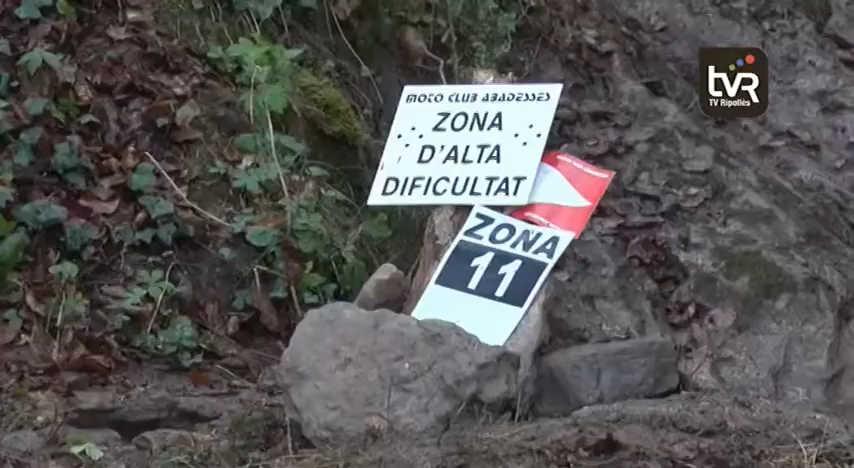 MOTO CLUB ABADESSES
ZONA
D'ALTA
DIFICULTAT
ZONA
11
tvR
TV Ripollès